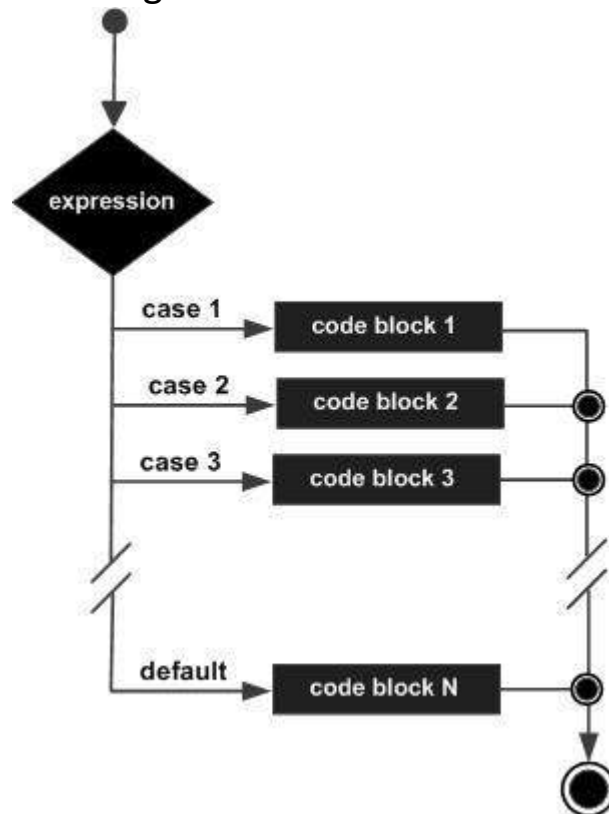 expression
case 1
code block 1
case 2
code block 2
case 3
code block 3
default
code block N